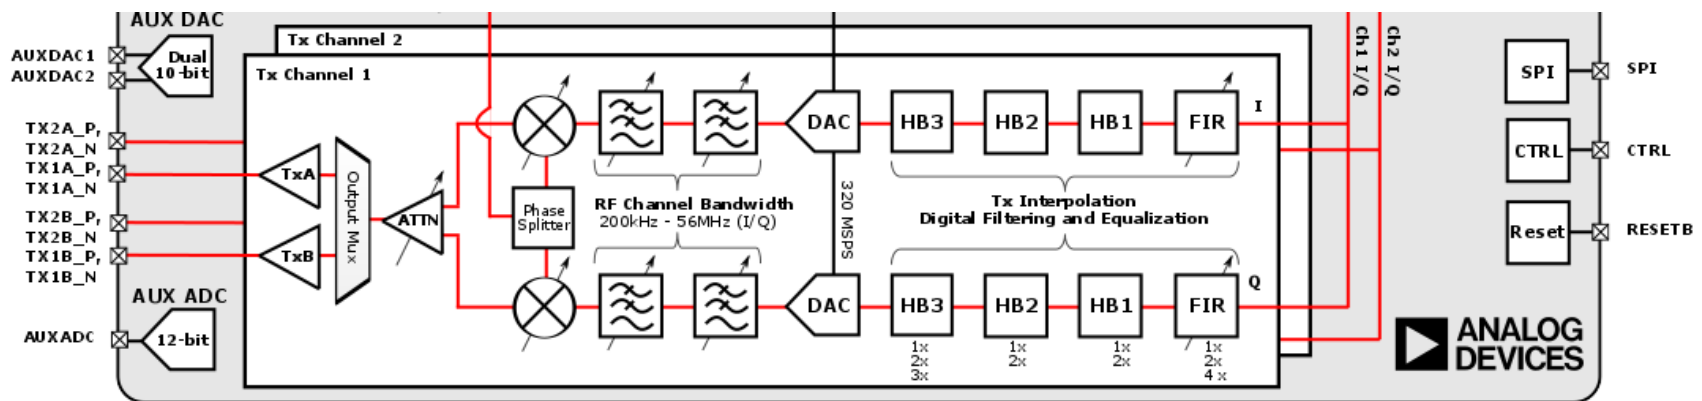 AUX DAC
AUXDAC1
AUXDAC2
Dual
10-bit
TX2A_P,
TX2A_N
TX1A_P,
TX1A_N
TX2B_P,
TX2B_N
TX1B_P,
TX1B_N
AUX ADC
AUXADC
12-bit
Tx Channel 2
Tx Channel 1
TxA
TxB
Output Mux
ATTN
Phase
Splitter
RF Channel Bandwidth
200kHz - 56MHz (I/Q)
DAC
HB3
HB2
HB1
FIR
I
320 MSPS
Tx Interpolation
Digital Filtering and Equalization
DAC
HB3
HB2
HB1
FIR
Q
1x
2x
3x
1x
2x
1x
2x
1x
2x
4x
Ch1 I/Q
Ch2 I/Q
SPI
SPI
CTRL
CTRL
Reset
RESETB
ANALOG
DEVICES